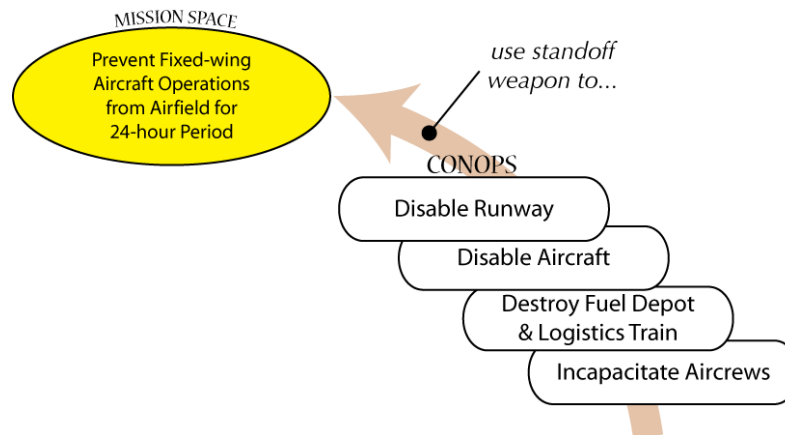 MISSION SPACE
Prevent Fixed-wing
Aircraft Operations
from Airfield for
24-hour Period
use standoff
weapon to...
CONOPS
Disable Runway
Disable Aircraft
Destroy Fuel Depot
& Logistics Train
Incapacitate Aircrews